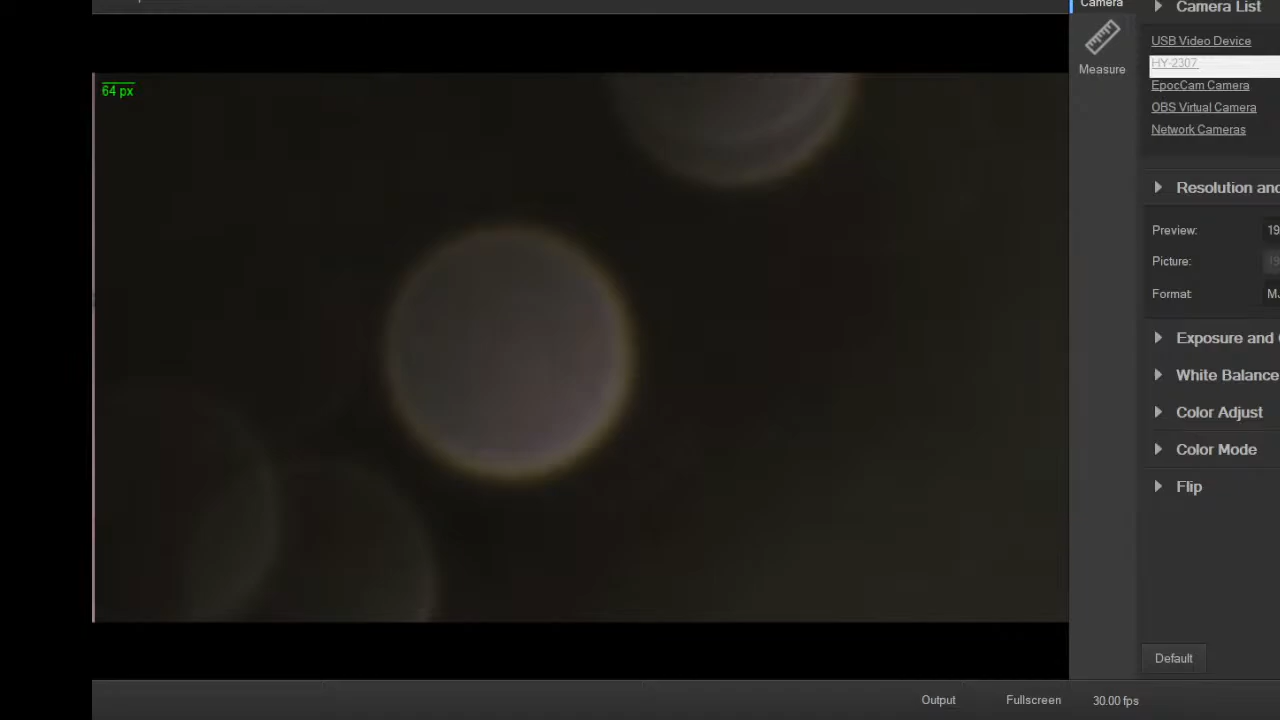 Camera
Camera List
Measure
64 px
USB Video Device
HY-2307
EpocCam Camera
OBS Virtual Camera
Network Cameras
Resolution and
Preview:
19
Picture:
19
Format:
Exposure and
White Balance
Color Adjust
Color Mode
Flip
Default
Output
Fullscreen
30.00 fps